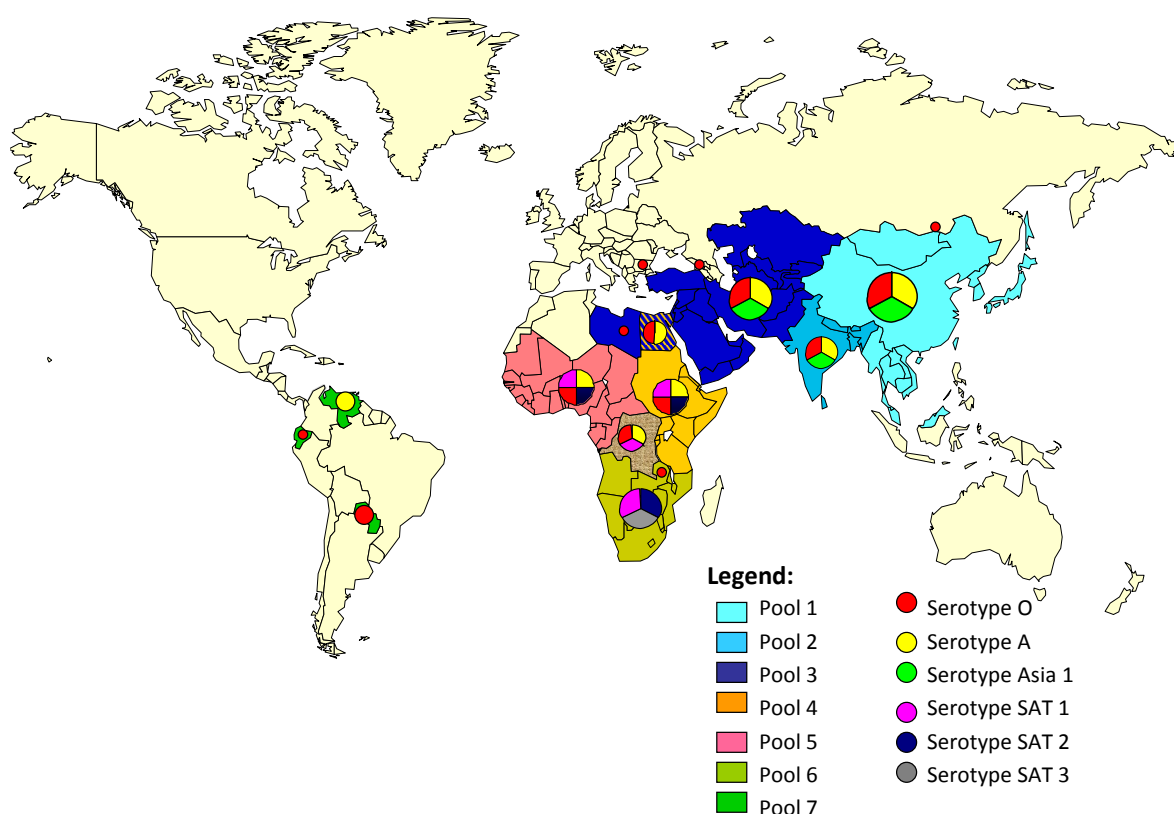 Legend:
Pool 1
Pool 2
Pool 3
Pool 4
Pool 5
Pool 6
Pool 7
Serotype O
Serotype A
Serotype Asia 1
Serotype SAT 1
Serotype SAT 2
Serotype SAT 3